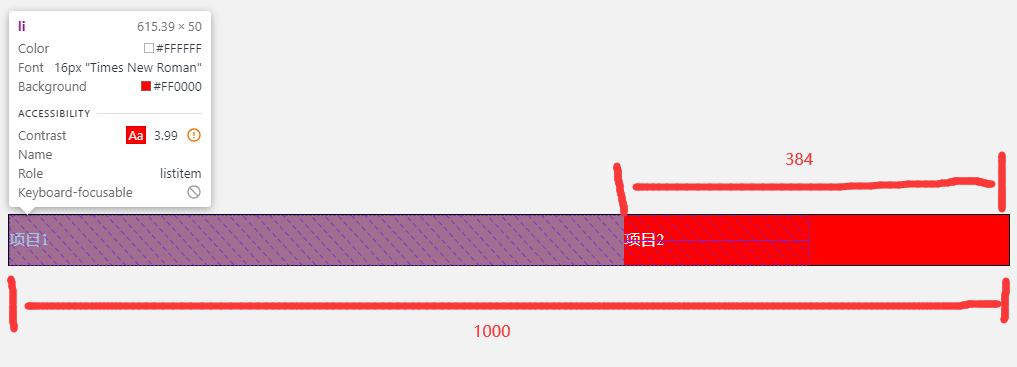 li 615.39 × 50
Color #FFFFFF
Font 16px "Times New Roman"
Background #FF0000
ACCESSIBILITY
Contrast Aa 3.99
Name
Role listitem
Keyboard-focusable
384
项目1 项目2
1000